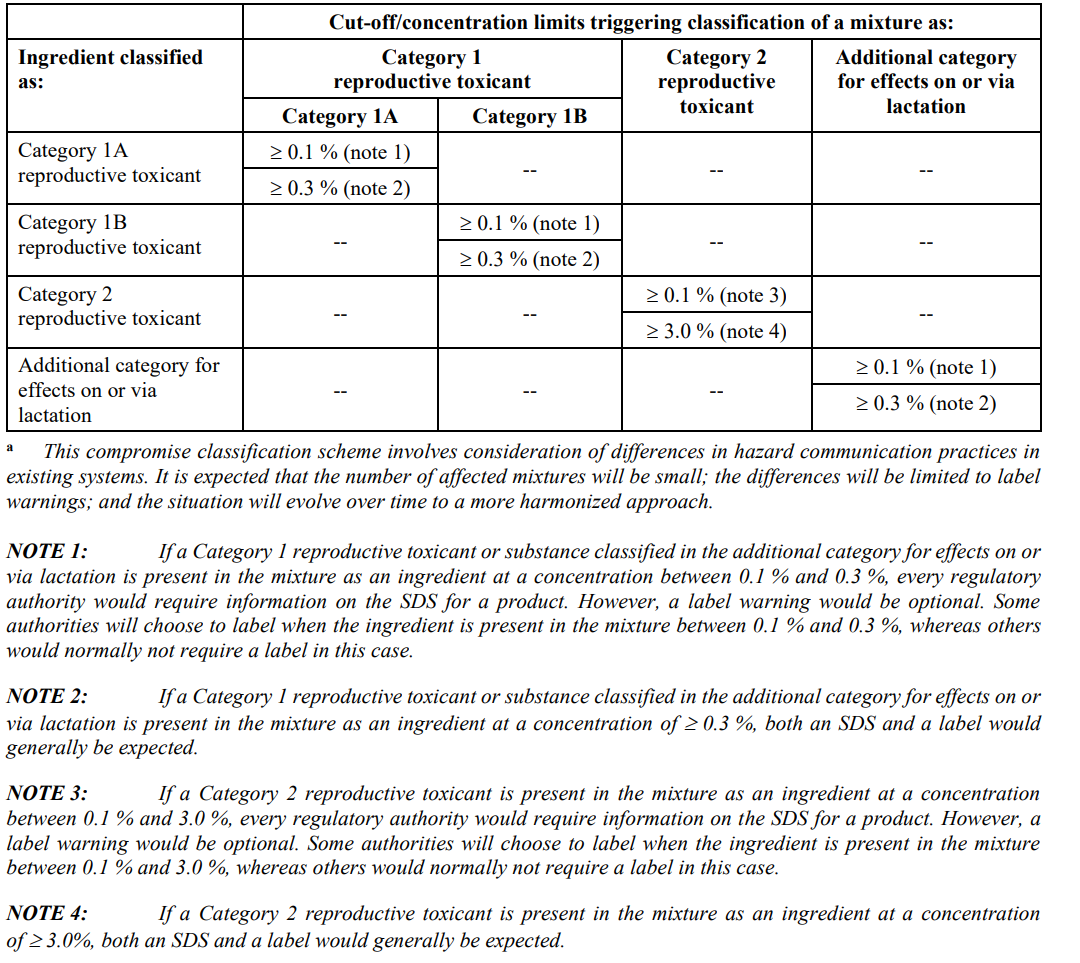 Cut-off/concentration limits triggering classification of a mixture as:
Ingredient classified
as:
Category 1
reproductive toxicant
Category 2
reproductive
toxicant
Additional category
for effects on or via
lactation
Category 1A
Category 1B
Category 1A
reproductive toxicant
≥ 0.1 % (note 1)
≥ 0.3 % (note 2)
--
--
--
Category 1B
reproductive toxicant
--
≥ 0.1 % (note 1)
≥ 0.3 % (note 2)
--
--
Category 2
reproductive toxicant
--
--
≥ 0.1 % (note 3)
≥ 3.0 % (note 4)
--
Additional category for
effects on or via
lactation
--
--
--
≥ 0.1 % (note 1)
≥ 0.3 % (note 2)
a This compromise classification scheme involves consideration of differences in hazard communication practices in
existing systems. It is expected that the number of affected mixtures will be small; the differences will be limited to label
warnings; and the situation will evolve over time to a more harmonized approach.
NOTE 1: If a Category 1 reproductive toxicant or substance classified in the additional category for effects on or
via lactation is present in the mixture as an ingredient at a concentration between 0.1 % and 0.3 %, every regulatory
authority would require information on the SDS for a product. However, a label warning would be optional. Some
authorities will choose to label when the ingredient is present in the mixture between 0.1 % and 0.3 %, whereas others
would normally not require a label in this case.
NOTE 2: If a Category 1 reproductive toxicant or substance classified in the additional category for effects on or
via lactation is present in the mixture as an ingredient at a concentration of ≥ 0.3 %, both an SDS and a label would
generally be expected.
NOTE 3: If a Category 2 reproductive toxicant is present in the mixture as an ingredient at a concentration
between 0.1 % and 3.0 %, every regulatory authority would require information on the SDS for a product. However, a
label warning would be optional. Some authorities will choose to label when the ingredient is present in the mixture
between 0.1 % and 3.0 %, whereas others would normally not require a label in this case.
NOTE 4: If a Category 2 reproductive toxicant is present in the mixture as an ingredient at a concentration
of ≥ 3.0%, both an SDS and a label would generally be expected.